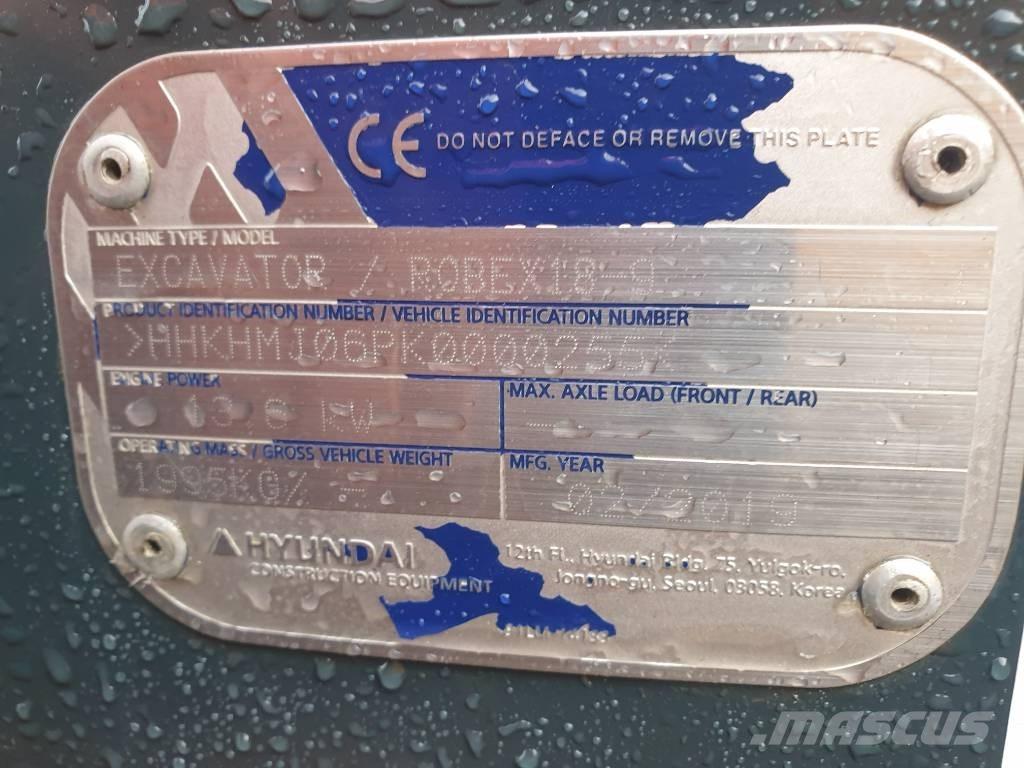 CE DO NOT DEFACE OR REMOVE THIS PLATE
MACHINE TYPE / MODEL
EXCAVATOR / ROBEX10-9
PRODUCT IDENTIFICATION NUMBER / VEHICLE IDENTIFICATION NUMBER
ENGINE POWER
kW
MAX. AXLE LOAD (FRONT / REAR)
OPERATING MASS / GROSS VEHICLE WEIGHT
1995KG/
MFG. YEAR
02/2019
HYUNDAI
CONSTRUCTION EQUIPMENT
12th Fl., Hyundai Bldg. 75, Yulgok-ro,
Jongno-gu, Seoul, 03058, Korea
MASCUS